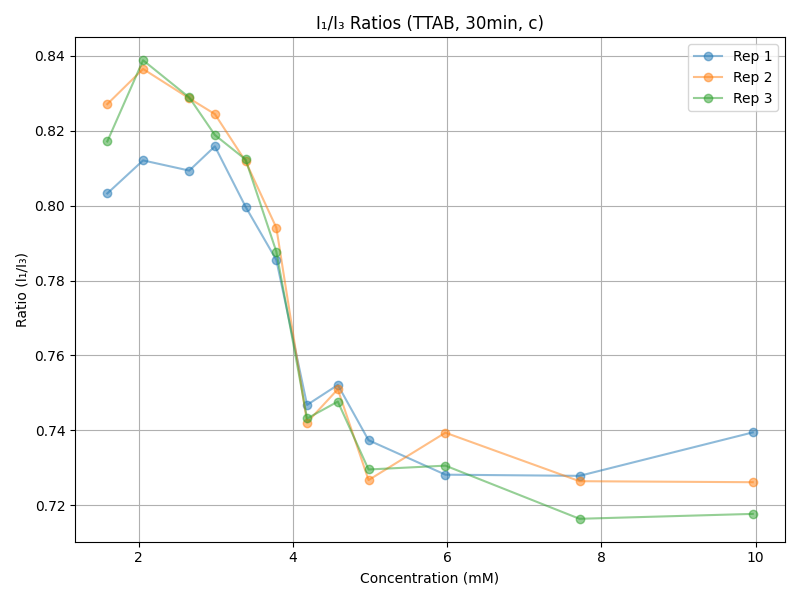 I₁/I₃ Ratios (TTAB, 30min, c)
Rep 1
Rep 2
Rep 3
Ratio (I₁/I₃)
0.84
0.82
0.80
0.78
0.76
0.74
0.72
2 4 6 8 10
Concentration (mM)